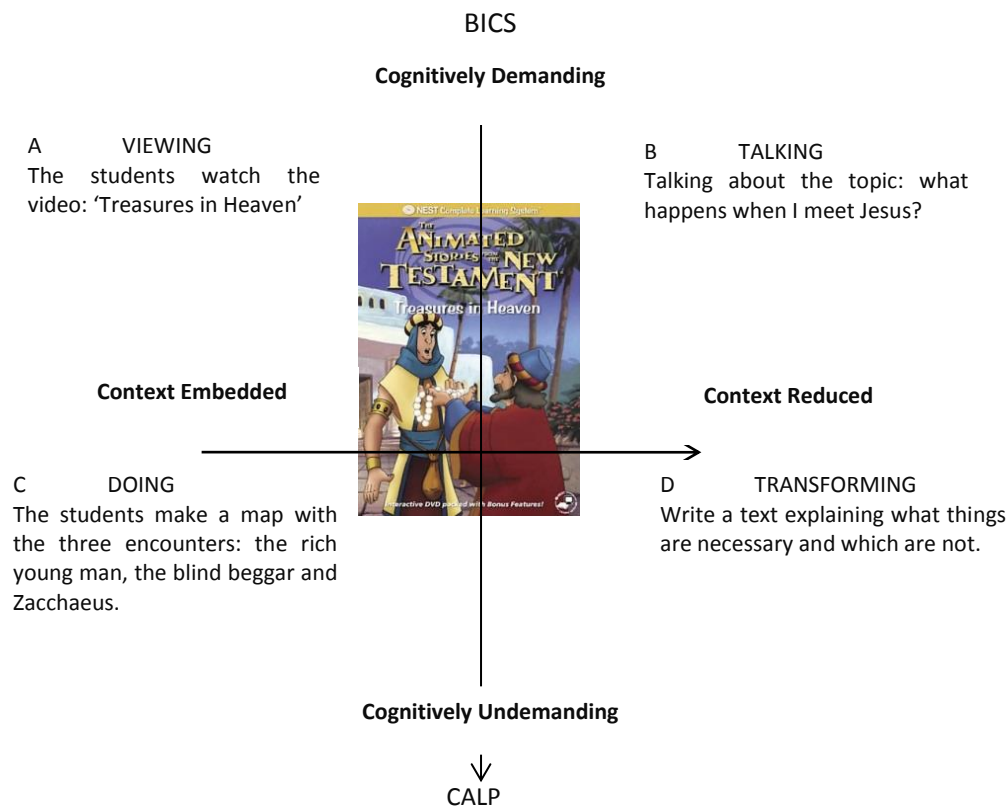 BICS
Cognitively Demanding
A VIEWING
The students watch the
video: ‘Treasures in Heaven’
B TALKING
Talking about the topic: what
happens when I meet Jesus?
NEST Complete Learning System
The
ANIMATED
STORIES FROM THE NEW
TESTAMENT
Treasures in Heaven
Context Embedded
Context Reduced
C DOING
The students make a map with
the three encounters: the rich
young man, the blind beggar and
Zacchaeus.
Interactive DVD packed with Bonus Features!
D TRANSFORMING
Write a text explaining what things
are necessary and which are not.
Cognitively Undemanding
CALP